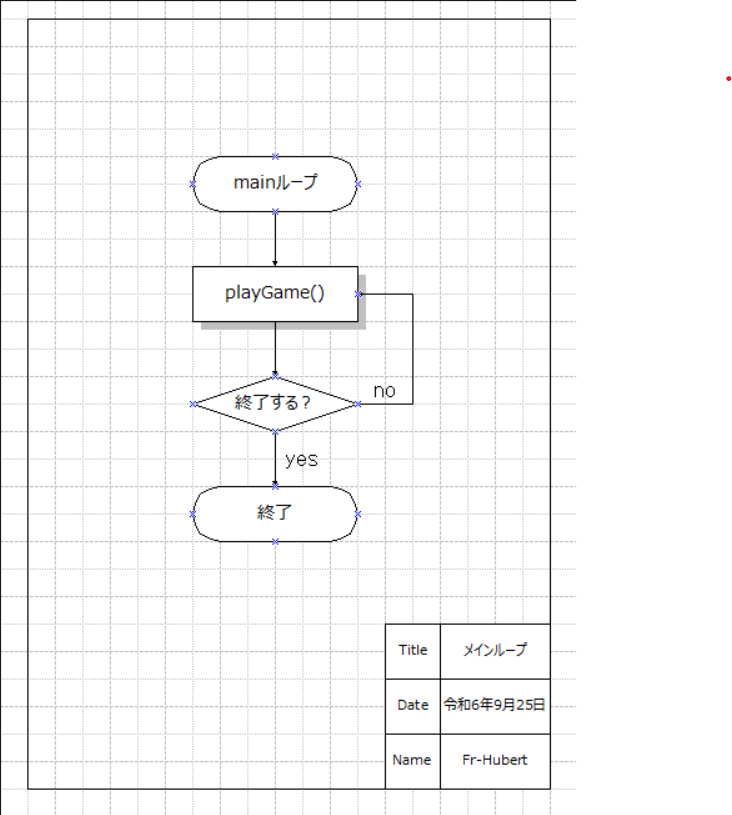 mainループ
playGame()
終了する？
no
yes
終了
Title メインループ
Date 令和6年9月25日
Name Fr-Hubert